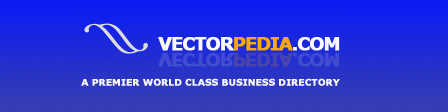 VECTORPEDIA.COM
A PREMIER WORLD CLASS BUSINESS DIRECTORY